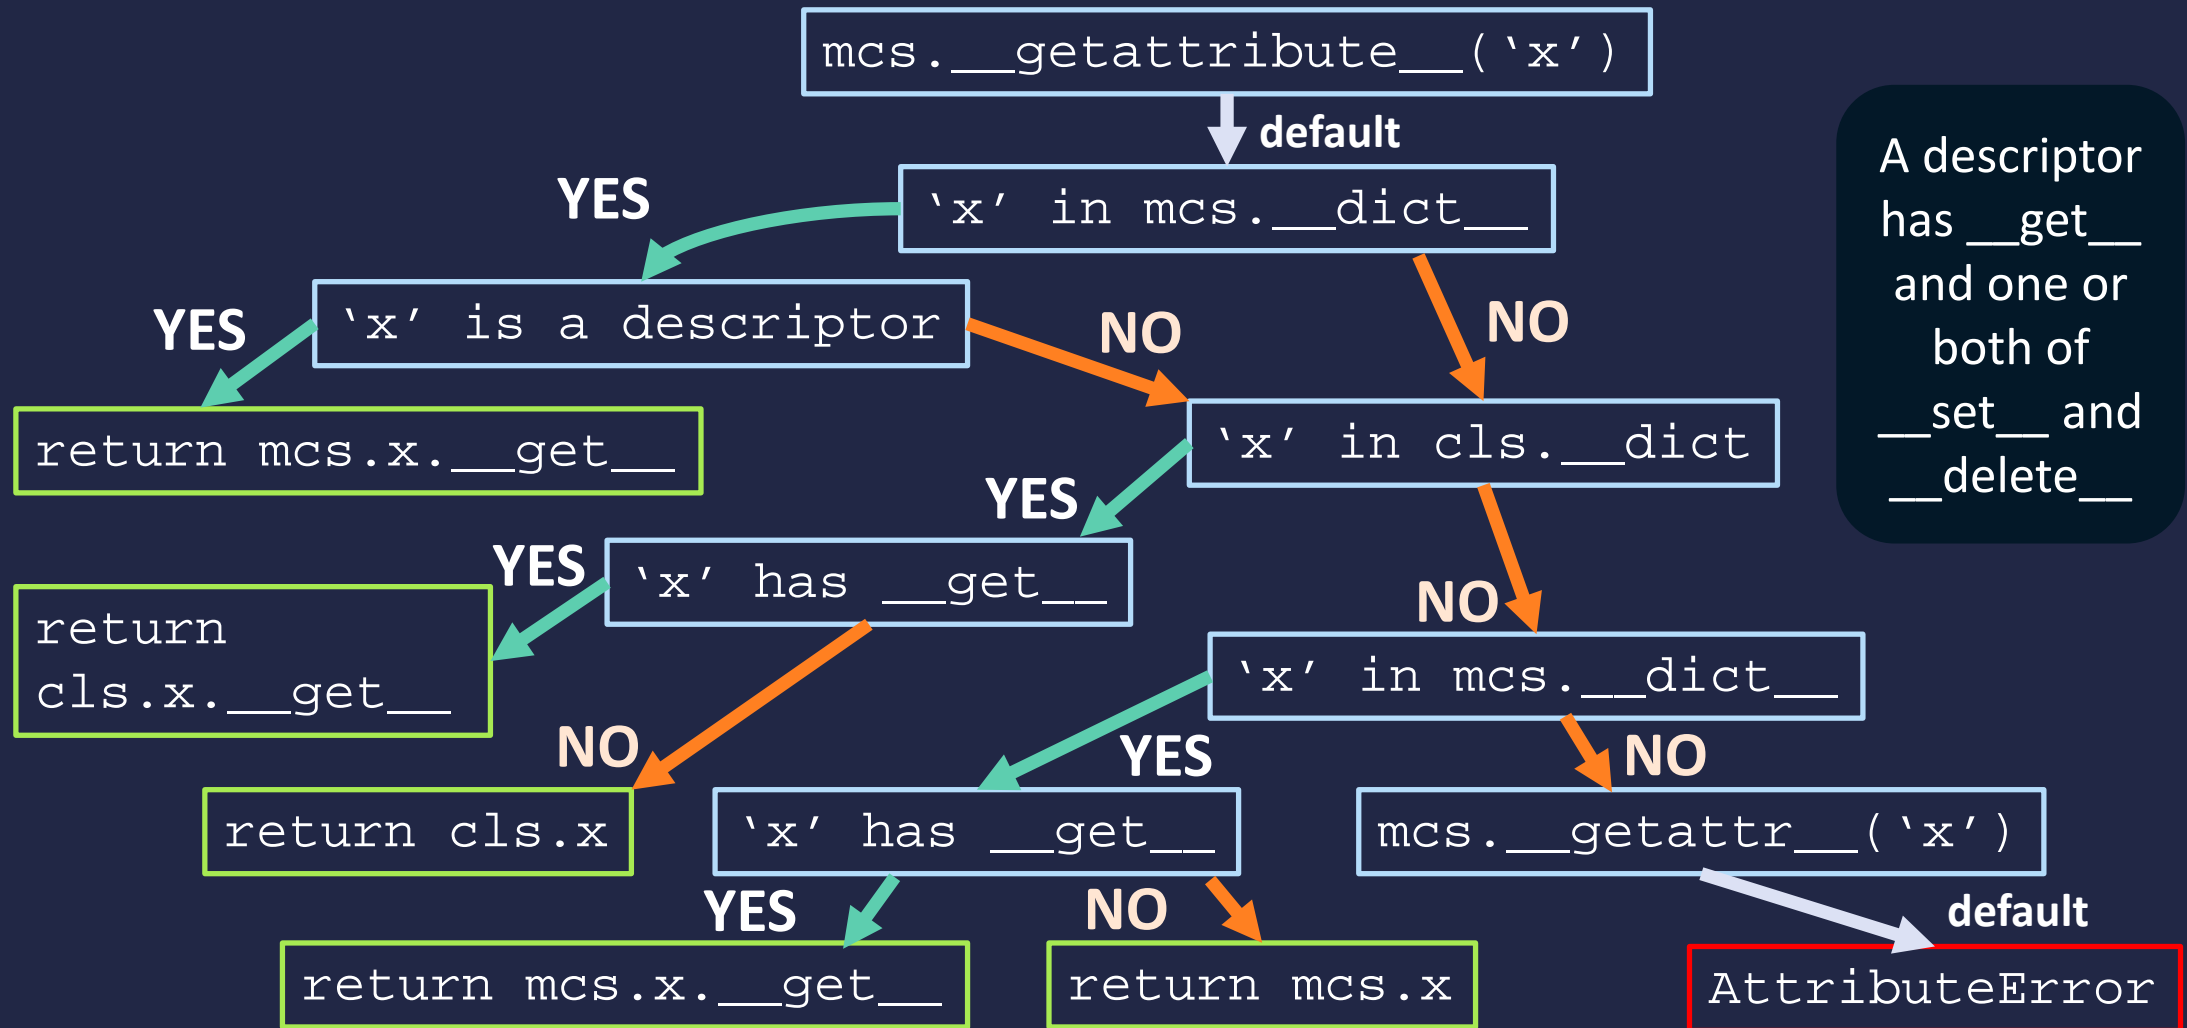 mcs.__getattribute__(‘x’)
default
‘x’ in mcs.__dict__
YES
‘x’ is a descriptor
YES
NO
NO
return mcs.x.__get__
‘x’ in cls.__dict
YES
‘x’ has __get__
YES
return
cls.x.__get__
NO
NO
‘x’ in mcs.__dict__
YES
NO
return cls.x
‘x’ has __get__
mcs.__getattr__(‘x’)
YES
NO
default
return mcs.x.__get__
return mcs.x
AttributeError
A descriptor
has __get__
and one or
both of
__set__ and
__delete__